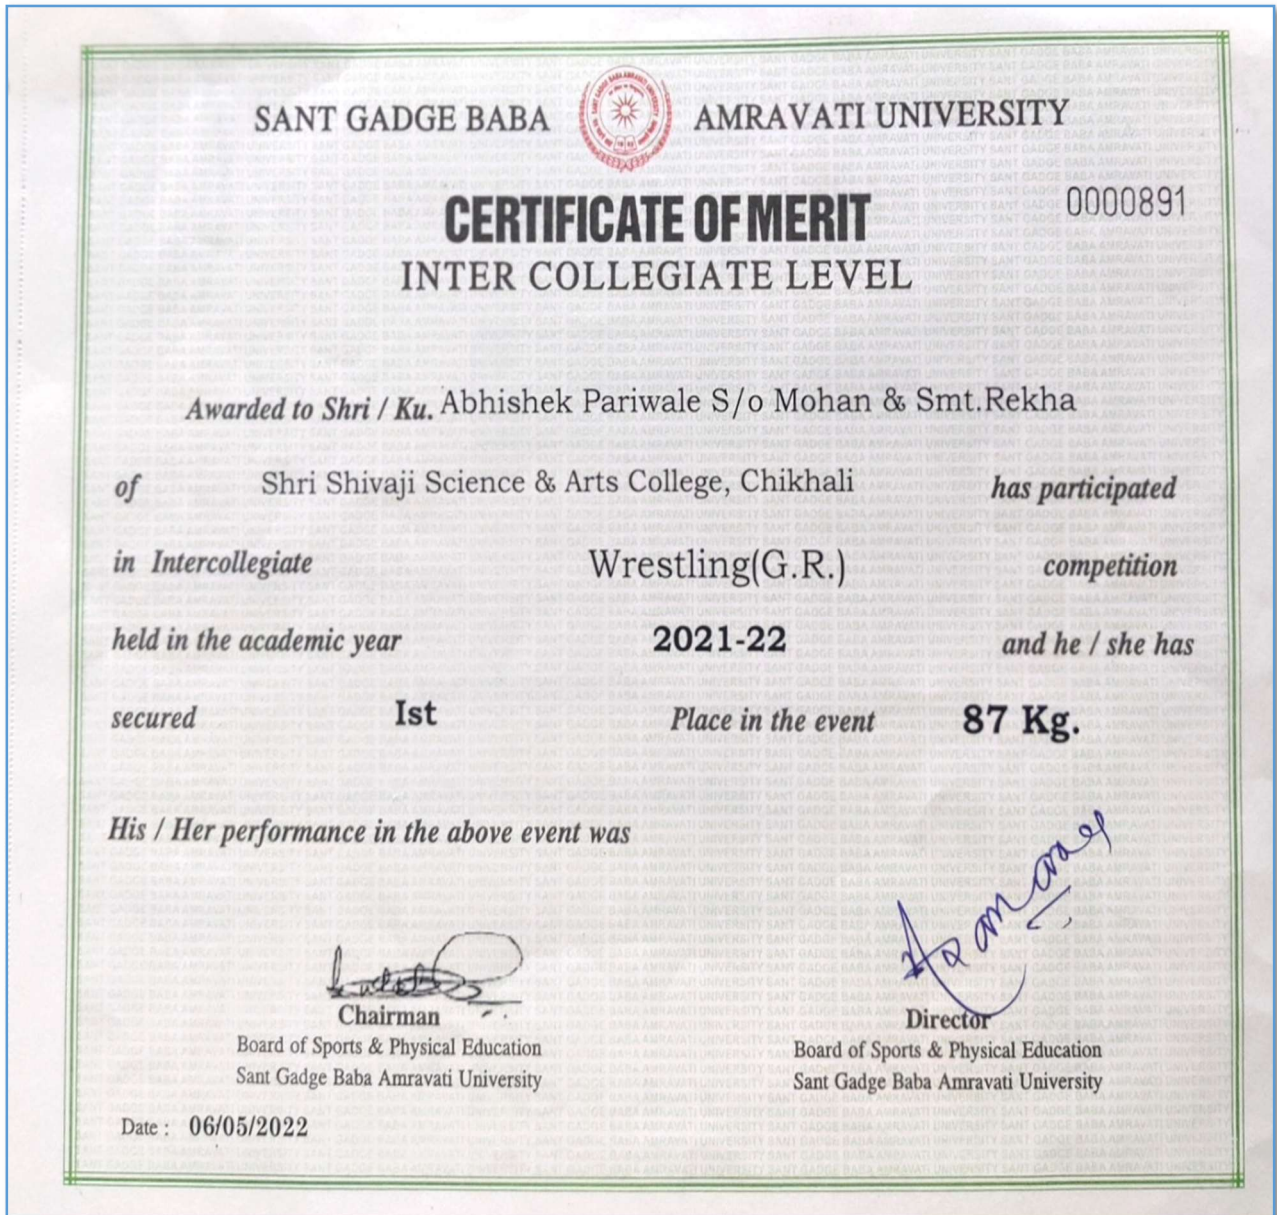 SANT GADGE BABA AMRAVATI UNIVERSITY
CERTIFICATE OF MERIT
0000891
INTER COLLEGIATE LEVEL
Awarded to Shri / Ku. Abhishek Pariwale S/o Mohan & Smt.Rekha
of Shri Shivaji Science & Arts College, Chikhali has participated
in Intercollegiate Wrestling(G.R.) competition
held in the academic year 2021-22 and he / she has
secured Ist Place in the event 87 Kg.
His / Her performance in the above event was
Chairman
Board of Sports & Physical Education
Sant Gadge Baba Amravati University
Director
Board of Sports & Physical Education
Sant Gadge Baba Amravati University
Date : 06/05/2022